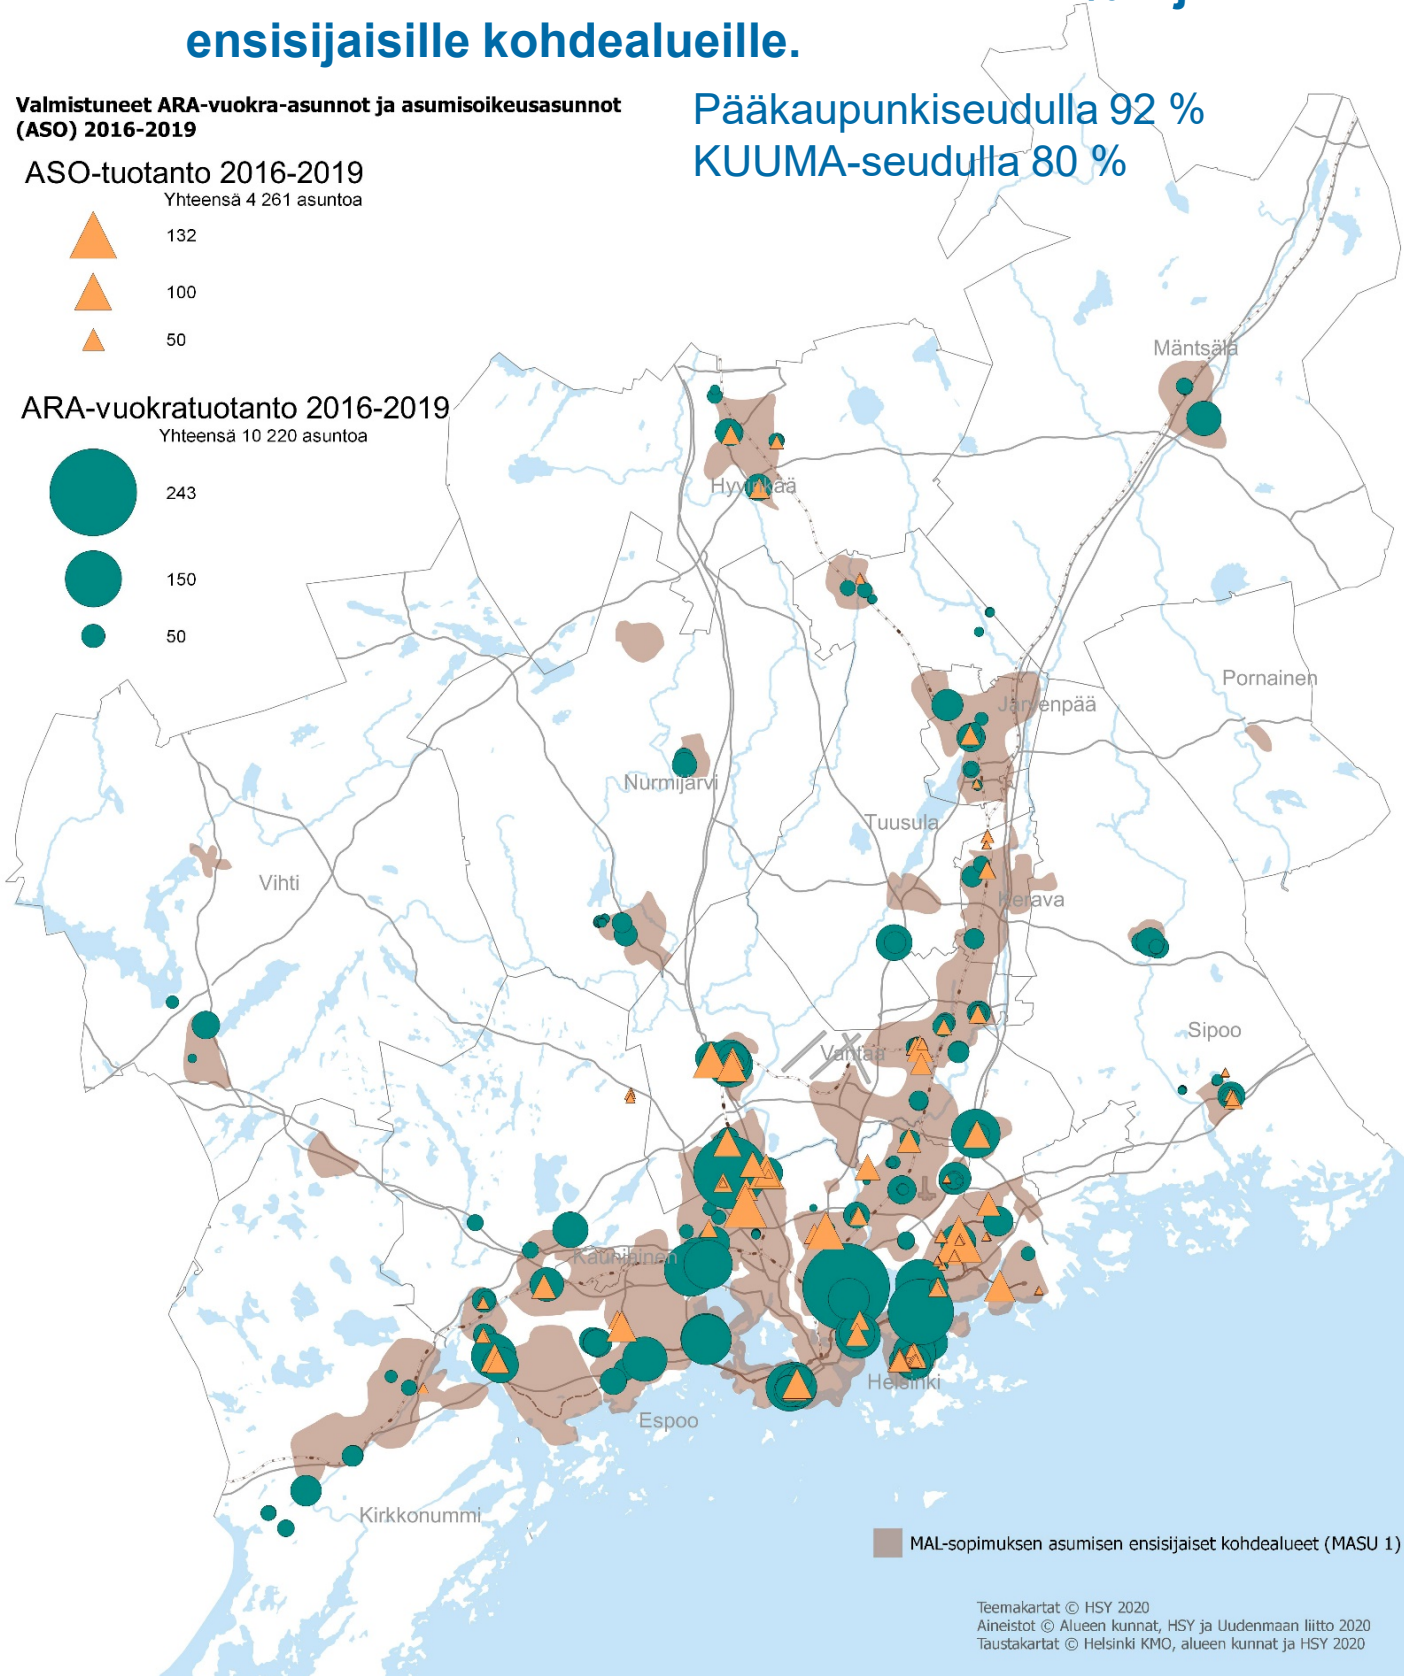 ensisijaisille kohdealueille.
Valmistuneet ARA-vuokra-asunnot ja asumisoikeusasunnot
(ASO) 2016-2019
Pääkaupunkiseudulla 92 %
KUUMA-seudulla 80 %
ASO-tuotanto 2016-2019
Yhteensä 4 261 asuntoa
132
100
50
ARA-vuokratuotanto 2016-2019
Yhteensä 10 220 asuntoa
243
150
50
Mäntsälä
Hyvinkää
Pornainen
Järvenpää
Nurmijärvi
Tuusula
Vihti
Kerava
Sipoo
Vantaa
Kauniainen
Helsinki
Espoo
Kirkkonummi
MAL-sopimuksen asumisen ensisijaiset kohdealueet (MASU 1)
Teemakartat © HSY 2020
Aineistot © Alueen kunnat, HSY ja Uudenmaan liitto 2020
Taustakartat © Helsinki KMO, alueen kunnat ja HSY 2020